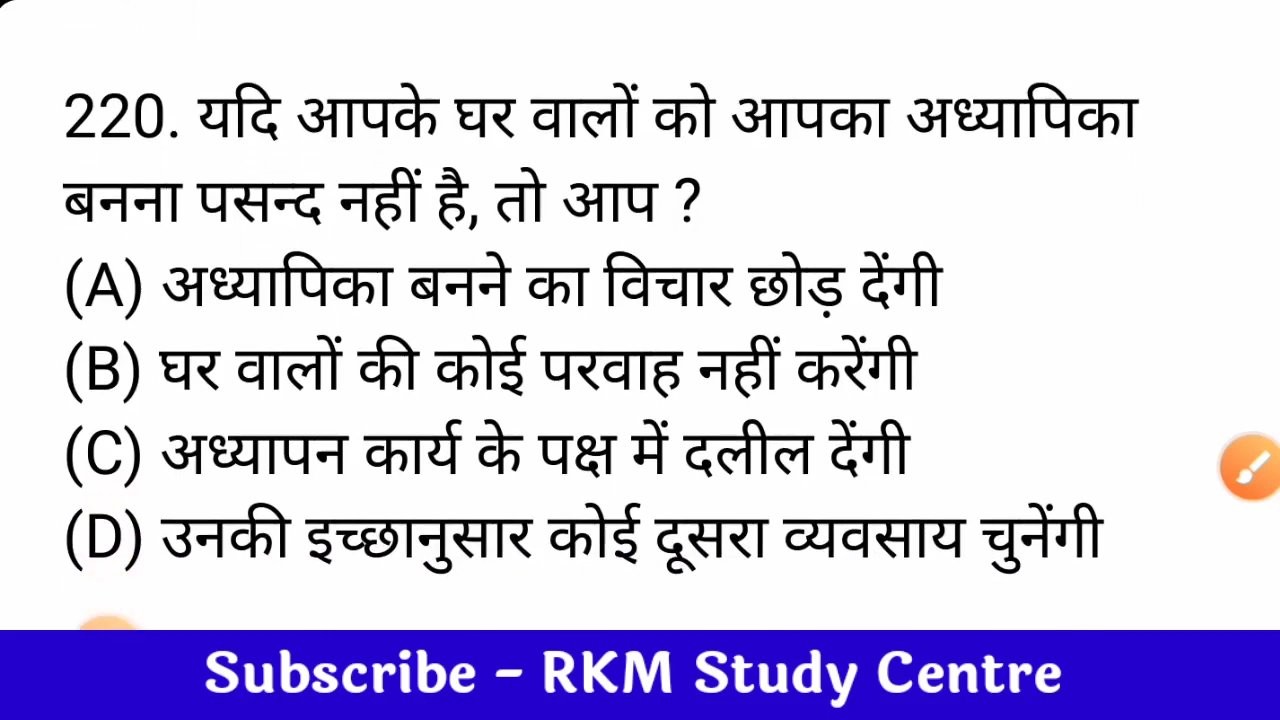 220. यदि आपके घर वालों को आपका अध्यापिका
बनना पसन्द नहीं है, तो आप ?
(A) अध्यापिका बनने का विचार छोड़ देंगी
(B) घर वालों की कोई परवाह नहीं करेंगी
(C) अध्यापन कार्य के पक्ष में दलील देंगी
(D) उनकी इच्छानुसार कोई दूसरा व्यवसाय चुनेंगी
Subscribe - RKM Study Centre